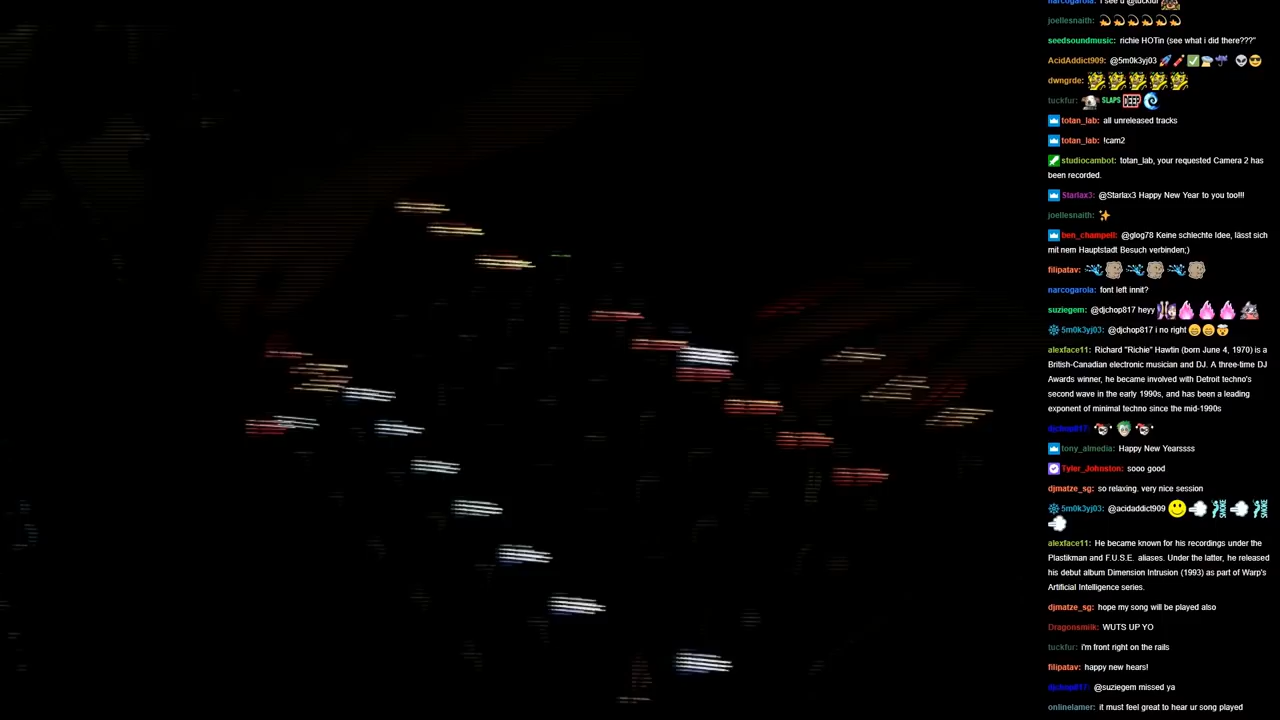 narcogarola: I see u @tuckfur
joellesnaith:
seedsoundmusic: richie HOTin (see what i did there???"
AcidAddict909: @5m0k3yj03
dwngrde:
tuckfur: SLAPS DEEP
totan_lab: all unreleased tracks
totan_lab: !cam2
studiocambot: totan_lab, your requested Camera 2 has
been recorded.
Starlax3: @Starlax3 Happy New Year to you too!!!
joellesnaith:
ben_champell: @glog78 Keine schlechte Idee, lässt sich
mit nem Hauptstadt Besuch verbinden;)
filipatav:
narcogarola: font left innit?
suziegem: @djchop817 heyy
5m0k3yj03: @djchop817 i no right
alexface11: Richard "Richie" Hawtin (born June 4, 1970) is a
British-Canadian electronic musician and DJ. A three-time DJ
Awards winner, he became involved with Detroit techno's
second wave in the early 1990s, and has been a leading
exponent of minimal techno since the mid-1990s
djchop817:
tony_almedia: Happy New Yearssss
Tyler_Johnston: sooo good
djmatze_sg: so relaxing. very nice session
5m0k3yj03: @acidaddict909
alexface11: He became known for his recordings under the
Plastikman and F.U.S.E. aliases. Under the latter, he released
his debut album Dimension Intrusion (1993) as part of Warp's
Artificial Intelligence series.
djmatze_sg: hope my song will be played also
Dragonsmilk: WUTS UP YO
tuckfur: i'm front right on the rails
filipatav: happy new hears!
djchop817: @suziegem missed ya
onlinelamer: it must feel great to hear ur song played